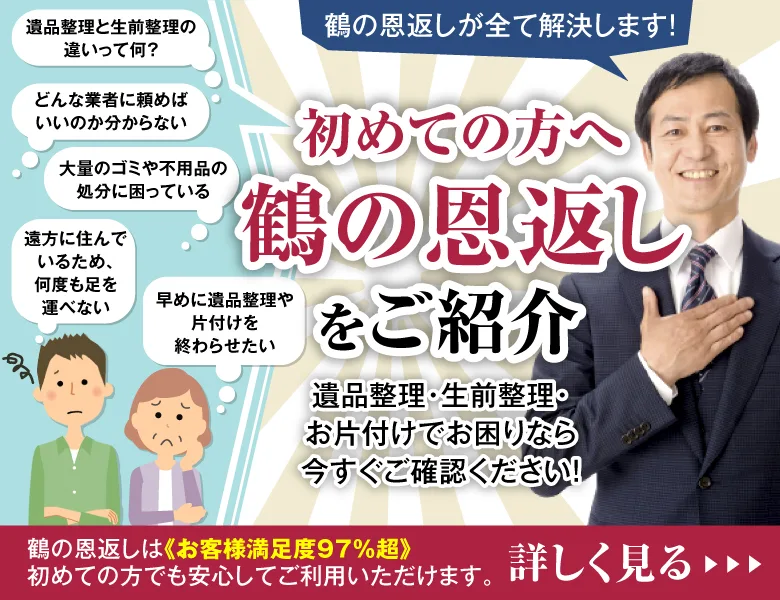 鶴の恩返しが全て解決します!
遺品整理と生前整理の
違いって何?
どんな業者に頼めば
いいのか分からない
大量のゴミや不用品の
処分に困っている
遠方に住んで
いるため、
何度も足を
運べない
早めに遺品整理や
片付けを
終わらせたい
初めての方へ
鶴の恩返し
をご紹介
遺品整理・生前整理・
お片付けでお困りなら
今すぐご確認ください!
鶴の恩返しは《お客様満足度97%超》
初めての方でも安心してご利用いただけます。
詳しく見る▶▶▶